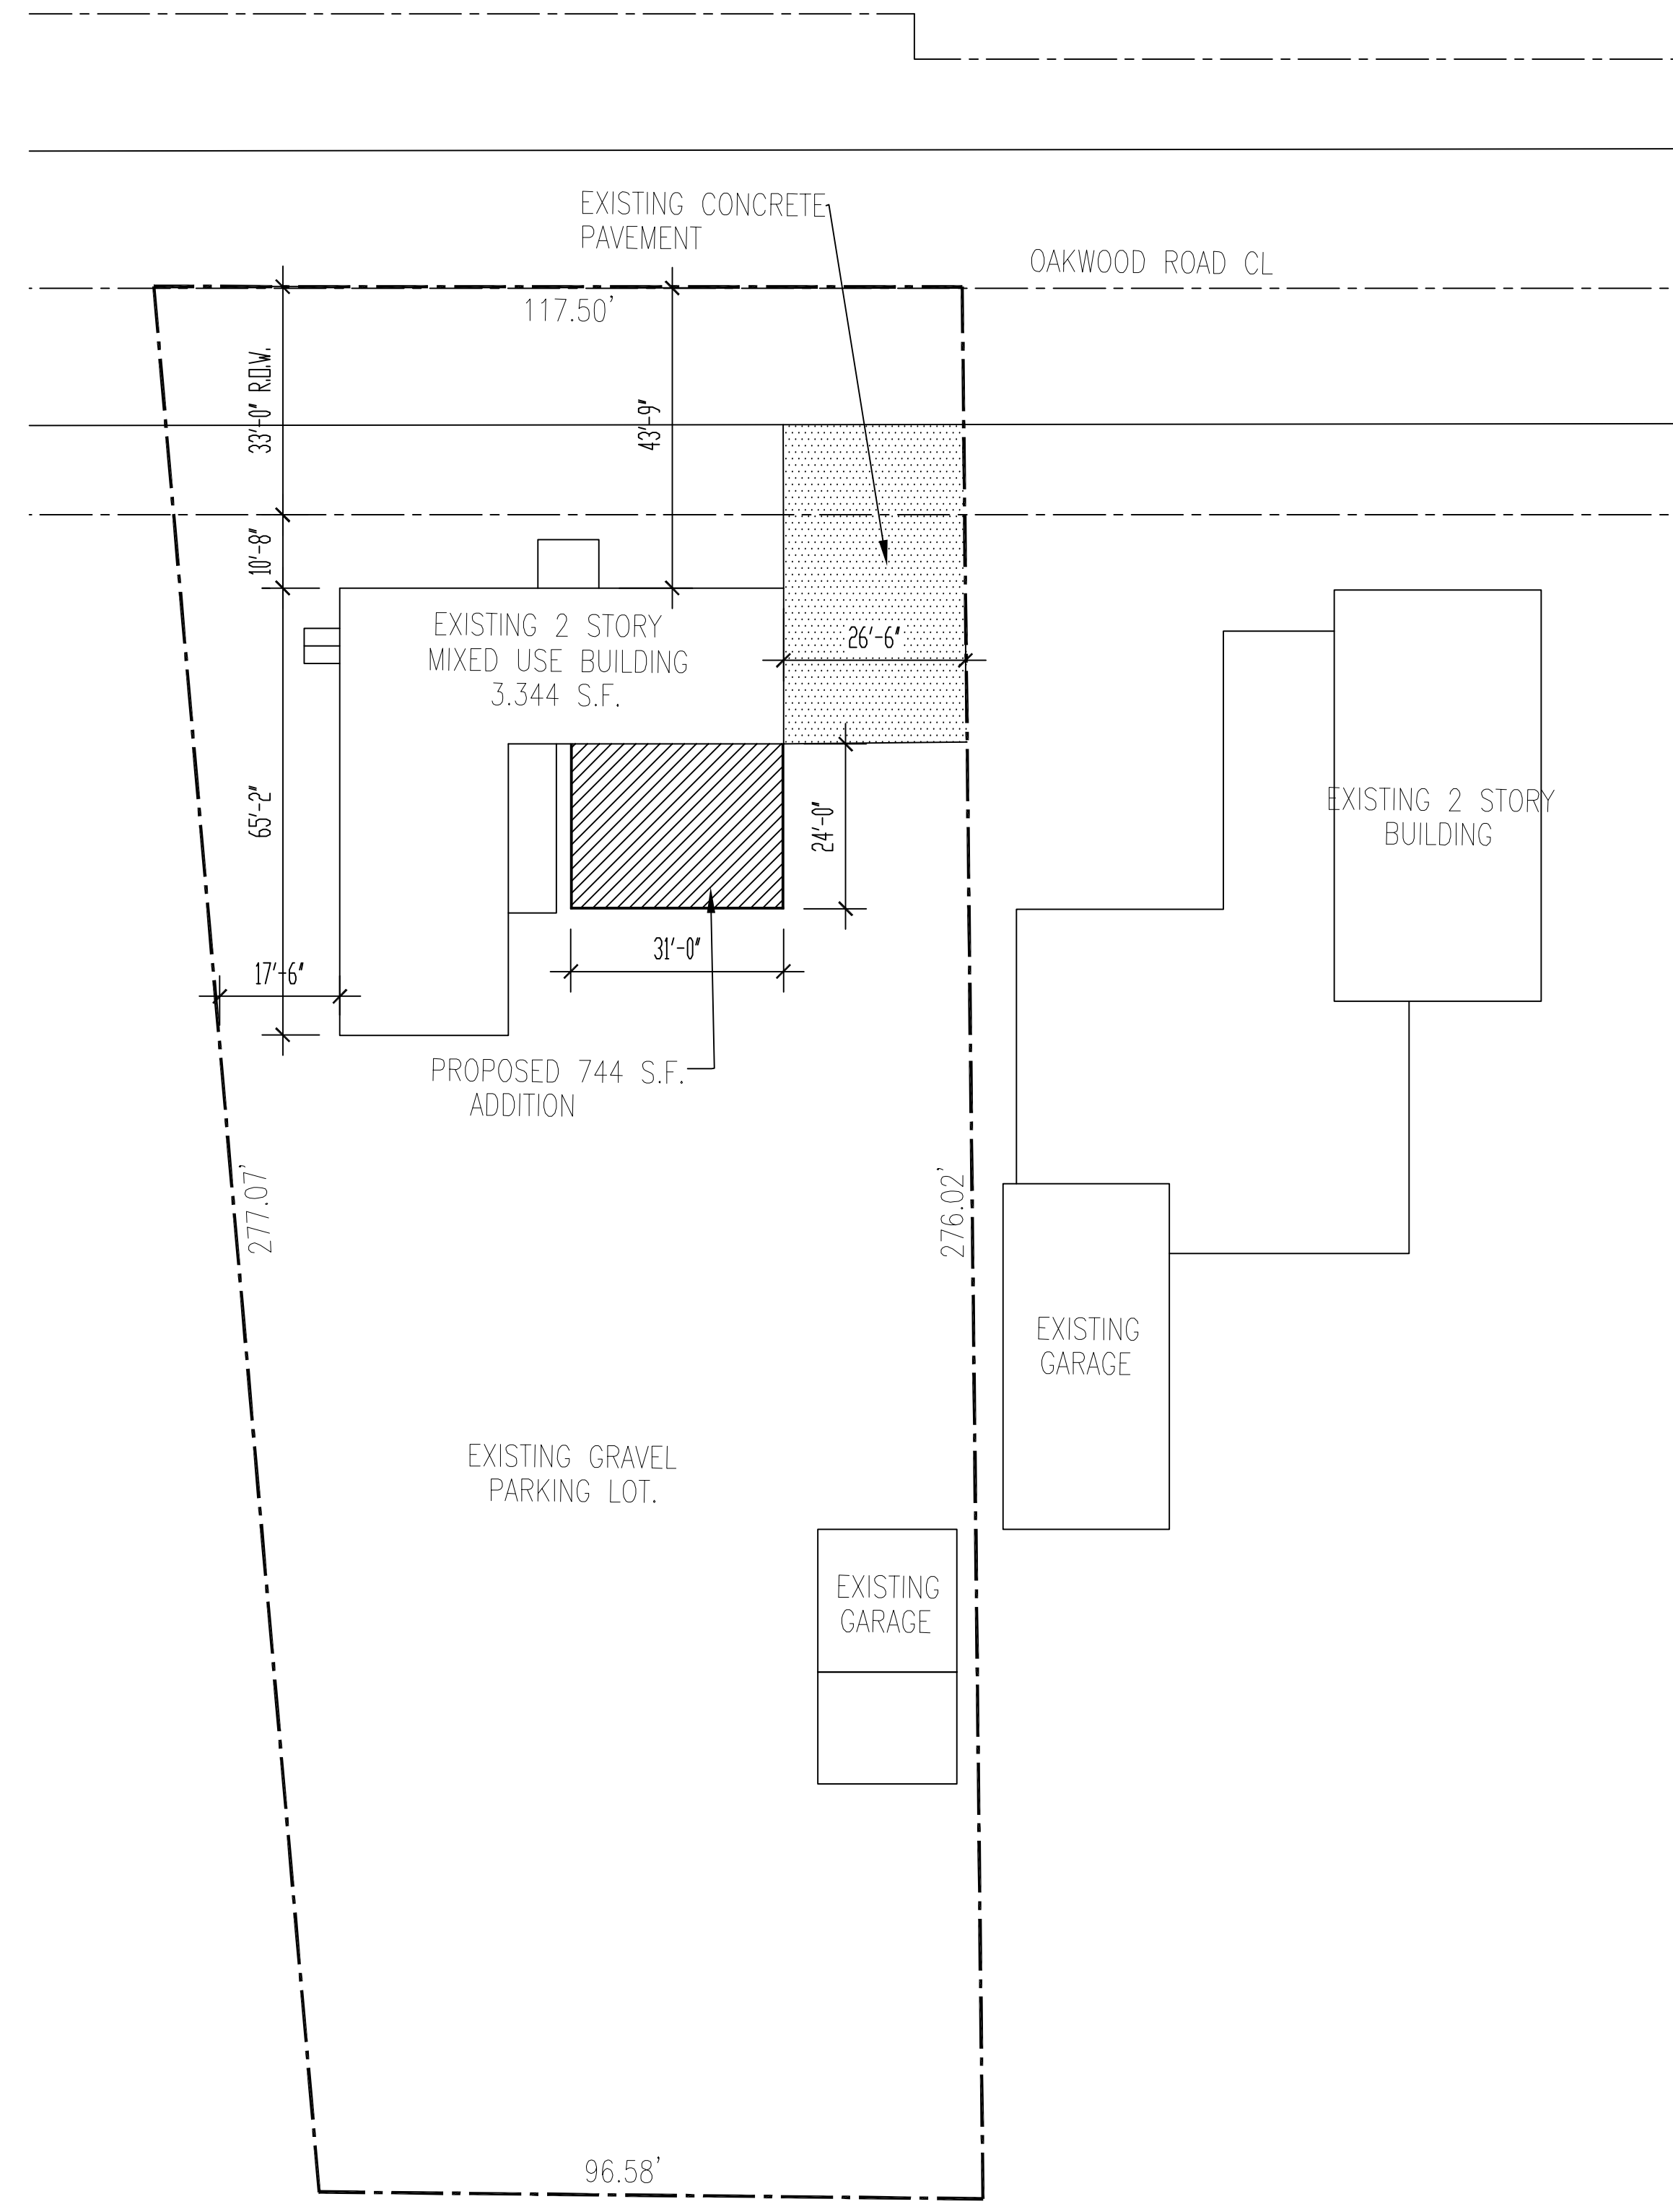 EXISTING CONCRETE
PAVEMENT
OAKWOOD ROAD CL
117.50'
33'-0" R.O.W.
43'-9"
10'-8"
EXISTING 2 STORY
MIXED USE BUILDING
3.344 S.F.
26'-6"
65'-2"
24'-0"
EXISTING 2 STORY
BUILDING
31'-0"
17'-6"
PROPOSED 744 S.F.
ADDITION
277.07'
276.02'
EXISTING
GARAGE
EXISTING GRAVEL
PARKING LOT.
EXISTING
GARAGE
96.58'